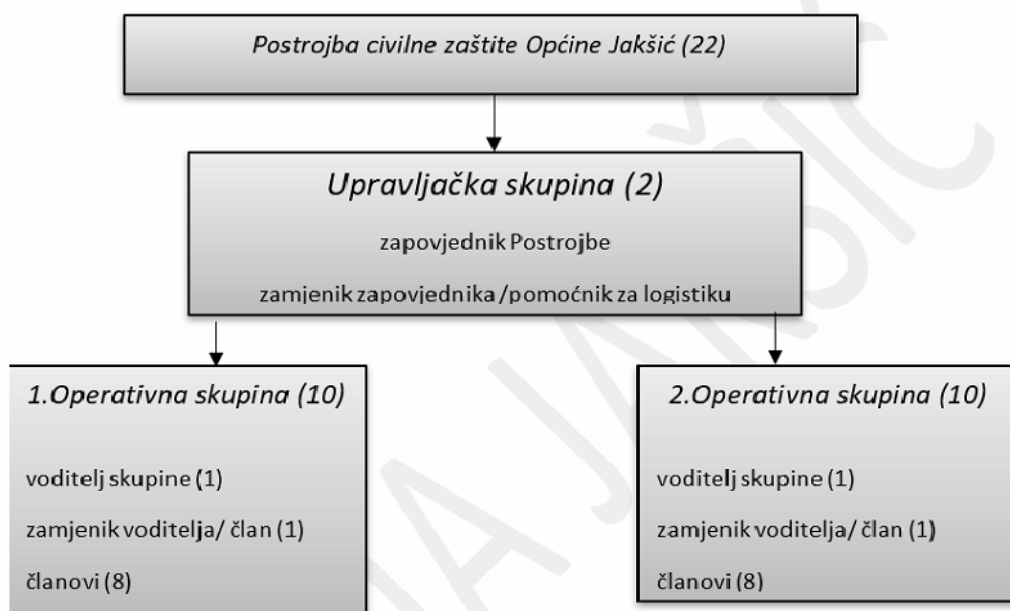 Postrojba civilne zaštite Općine Jakšić (22)
Upravljačka skupina (2)
zapovjednik Postrojbe
zamjenik zapovjednika /pomoćnik za logistiku
1.Operativna skupina (10)
voditelj skupine (1)
zamjenik voditelja/ član (1)
članovi (8)
2.Operativna skupina (10)
voditelj skupine (1)
zamjenik voditelja/ član (1)
članovi (8)
A JAKŠIĆ